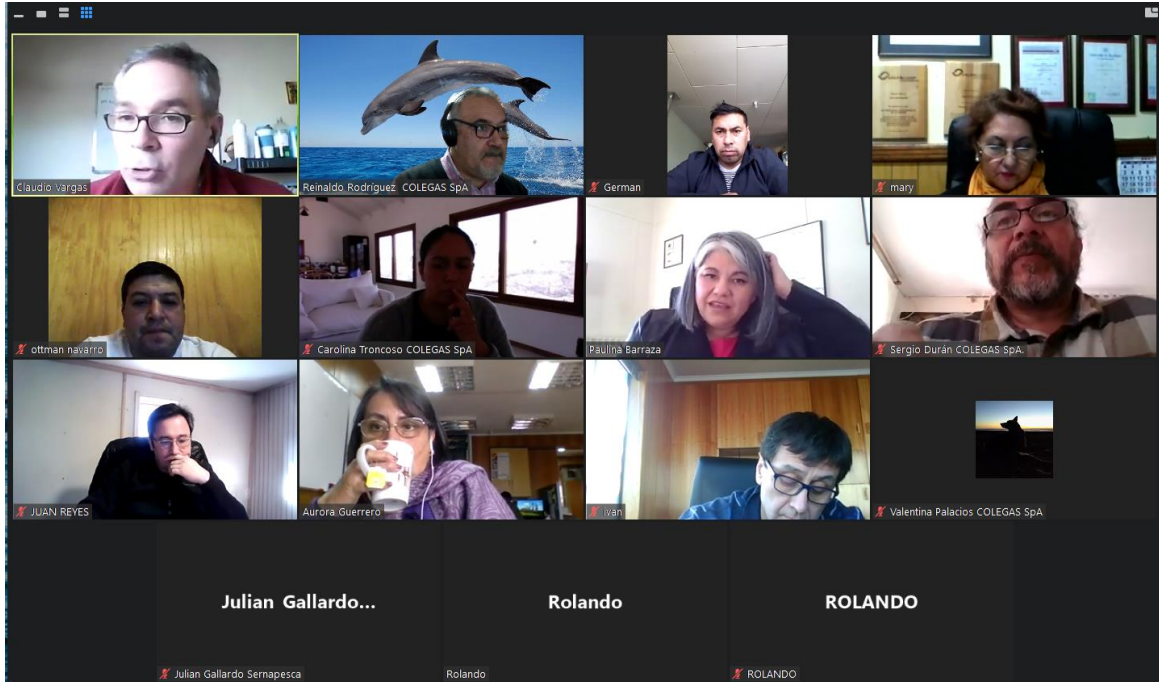 Claudio Vargas
Reinaldo Rodríguez COLEGAS SpA
German
mary
ottman navarro
Carolina Troncoso COLEGAS SpA
Paulina Barraza
Sergio Durán COLEGAS SpA.
JUAN REYES
Aurora Guerrero
Ivan
Valentina Palacios COLEGAS SpA
Julian Gallardo...
Rolando
ROLANDO
Julian Gallardo Sernapesca
Rolando
ROLANDO